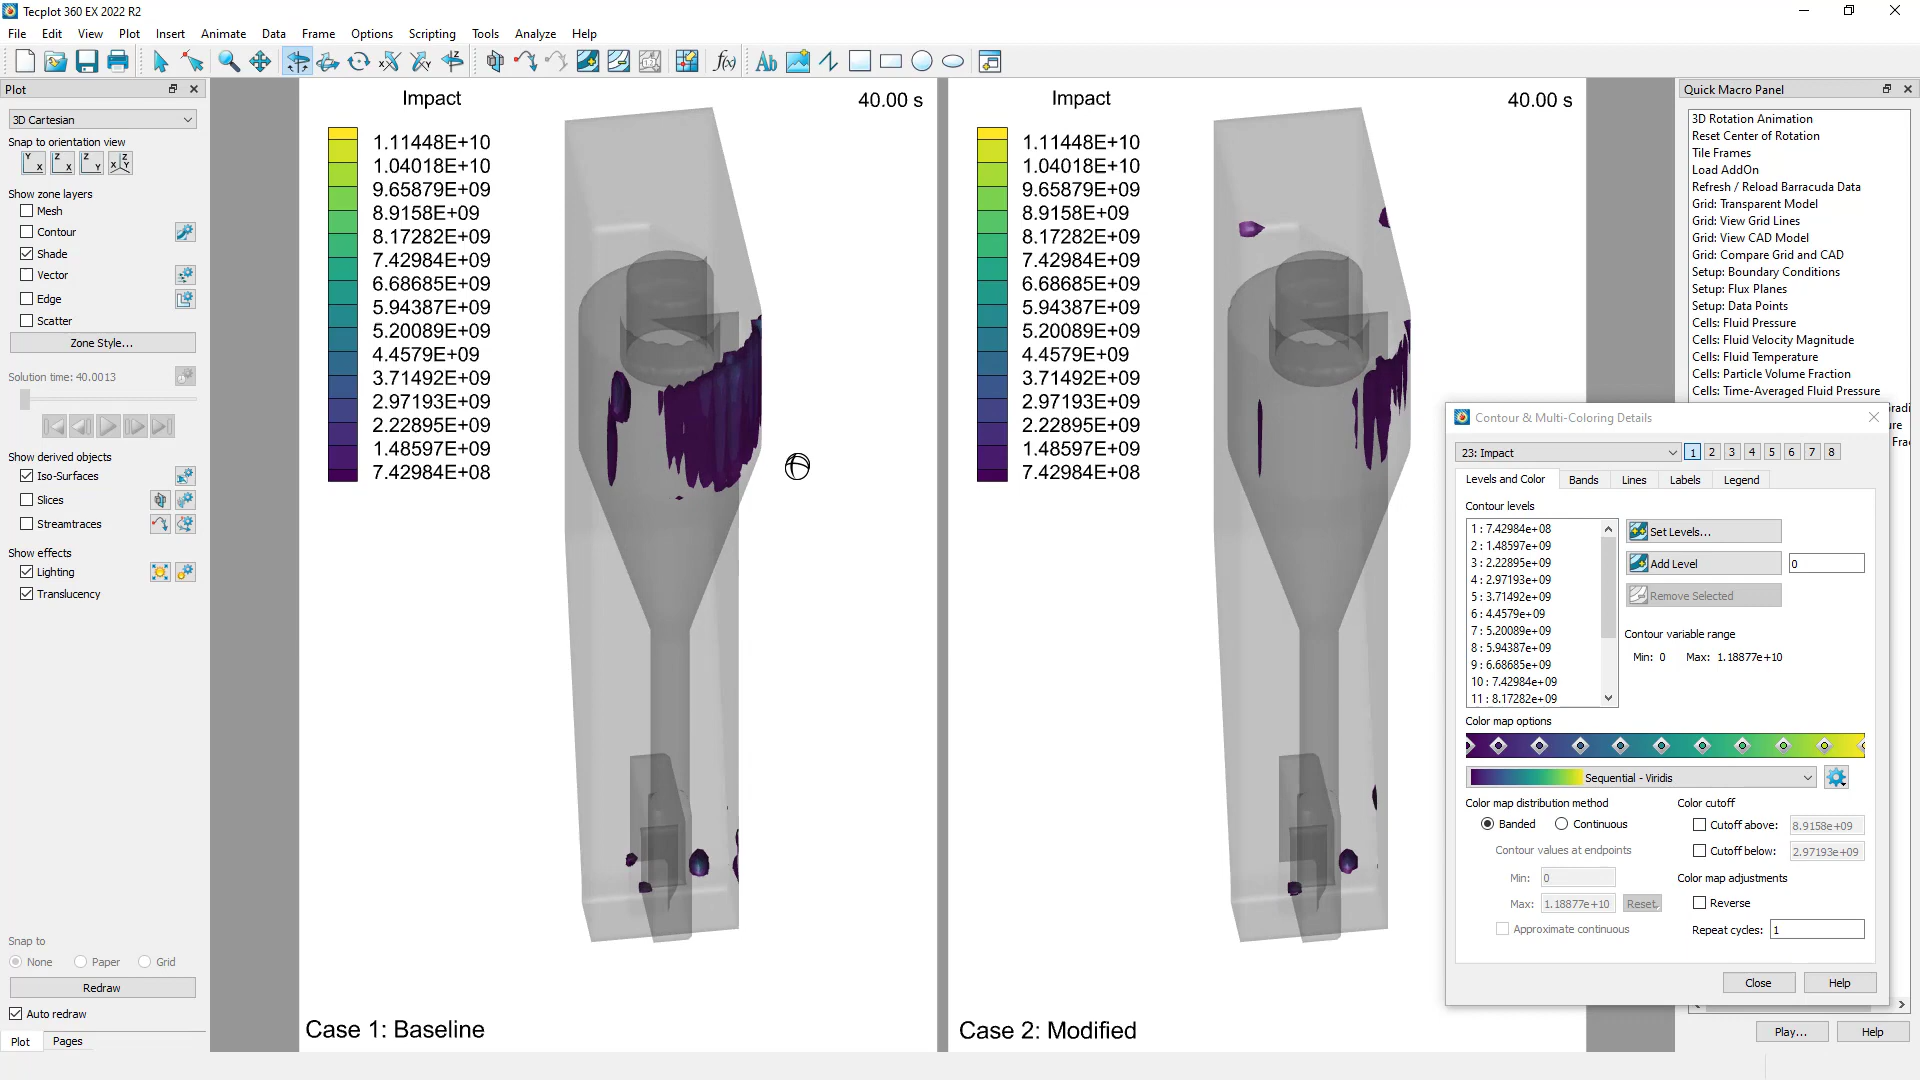 Tecplot 360 EX 2022 R2
File Edit View Plot Insert Animate Data Frame Options Scripting Tools Analyze Help
Plot
3D Cartesian
Snap to orientation view
Show zone layers
Mesh
Contour
Shade
Vector
Edge
Scatter
Zone Style...
Solution time: 40.0013
Show derived objects
Iso-Surfaces
Slices
Streamtraces
Show effects
Lighting
Translucency
Snap to
None Paper Grid
Redraw
Auto redraw
Plot Pages
Impact
40.00 s
1.11448E+10
1.04018E+10
9.65879E+09
8.9158E+09
8.17282E+09
7.42984E+09
6.68685E+09
5.94387E+09
5.20089E+09
4.4579E+09
3.71492E+09
2.97193E+09
2.22895E+09
1.48597E+09
7.42984E+08
Case 1: Baseline
Impact
40.00 s
1.11448E+10
1.04018E+10
9.65879E+09
8.9158E+09
8.17282E+09
7.42984E+09
6.68685E+09
5.94387E+09
5.20089E+09
4.4579E+09
3.71492E+09
2.97193E+09
2.22895E+09
1.48597E+09
7.42984E+08
Case 2: Modified
Quick Macro Panel
3D Rotation Animation
Reset Center of Rotation
Tile Frames
Load AddOn
Refresh / Reload Barracuda Data
Grid: Transparent Model
Grid: View Grid Lines
Grid: View CAD Model
Grid: Compare Grid and CAD
Setup: Boundary Conditions
Setup: Flux Planes
Setup: Data Points
Cells: Fluid Pressure
Cells: Fluid Velocity Magnitude
Cells: Fluid Temperature
Cells: Particle Volume Fraction
Cells: Time-Averaged Fluid Pressure
Contour & Multi-Coloring Details
23: Impact 1 2 3 4 5 6 7 8
Levels and Color Bands Lines Labels Legend
Contour levels
1 : 7.42984e+08
2 : 1.48597e+09
3 : 2.22895e+09
4 : 2.97193e+09
5 : 3.71492e+09
6 : 4.4579e+09
7 : 5.20089e+09
8 : 5.94387e+09
9 : 6.68685e+09
10 : 7.42984e+09
11 : 8.17282e+09
Set Levels...
Add Level 0
Remove Selected
Contour variable range
Min: 0 Max: 1.18877e+10
Color map options
Sequential - Viridis
Color map distribution method
Banded Continuous
Contour values at endpoints
Min: 0
Max: 1.18877e+10 Reset
Approximate continuous
Color cutoff
Cutoff above: 8.9158e+09
Cutoff below: 2.97193e+09
Color map adjustments
Reverse
Repeat cycles: 1
Close Help
Play... Help